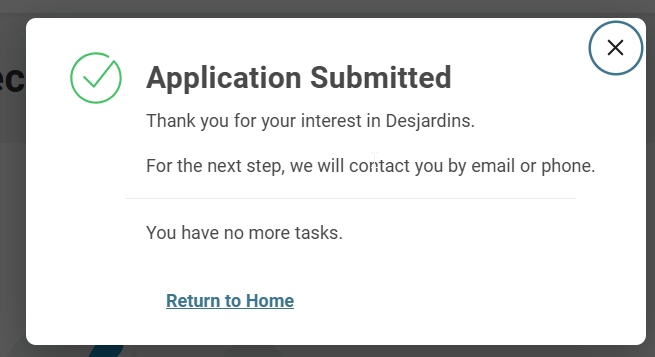 ec
Application Submitted
Thank you for your interest in Desjardins.
For the next step, we will contact you by email or phone.
You have no more tasks.
Return to Home